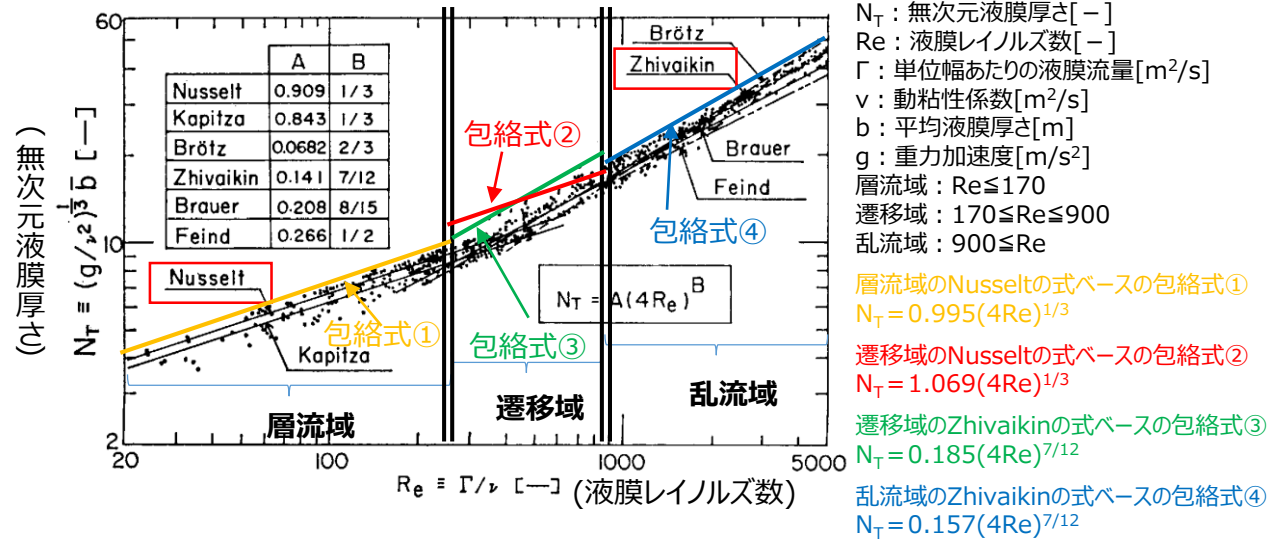 60
10
2
20
100
1000
5000
(無次元液膜厚さ)
N_T ≡ (g/ν²)^{1/3} b̄ [—]
R_e ≡ Γ/ν [—] (液膜レイノルズ数)
A B
Nusselt 0.909 1/3
Kapitza 0.843 1/3
Brötz 0.0682 2/3
Zhivaikin 0.141 7/12
Brauer 0.208 8/15
Feind 0.266 1/2
Nusselt
Kapitza
包絡式①
包絡式②
包絡式③
包絡式④
Brötz
Zhivaikin
Brauer
Feind
N_T = A(4R_e)^B
層流域
遷移域
乱流域
N_T:無次元液膜厚さ[-]
Re:液膜レイノルズ数[-]
Γ:単位幅あたりの液膜流量[m²/s]
ν:動粘性係数[m²/s]
b:平均液膜厚さ[m]
g:重力加速度[m/s²]
層流域:Re≦170
遷移域:170≦Re≦900
乱流域:900≦Re
層流域のNusseltの式ベースの包絡式①
N_T=0.995(4Re)^{1/3}
遷移域のNusseltの式ベースの包絡式②
N_T=1.069(4Re)^{1/3}
遷移域のZhivaikinの式ベースの包絡式③
N_T=0.185(4Re)^{7/12}
乱流域のZhivaikinの式ベースの包絡式④
N_T=0.157(4Re)^{7/12}